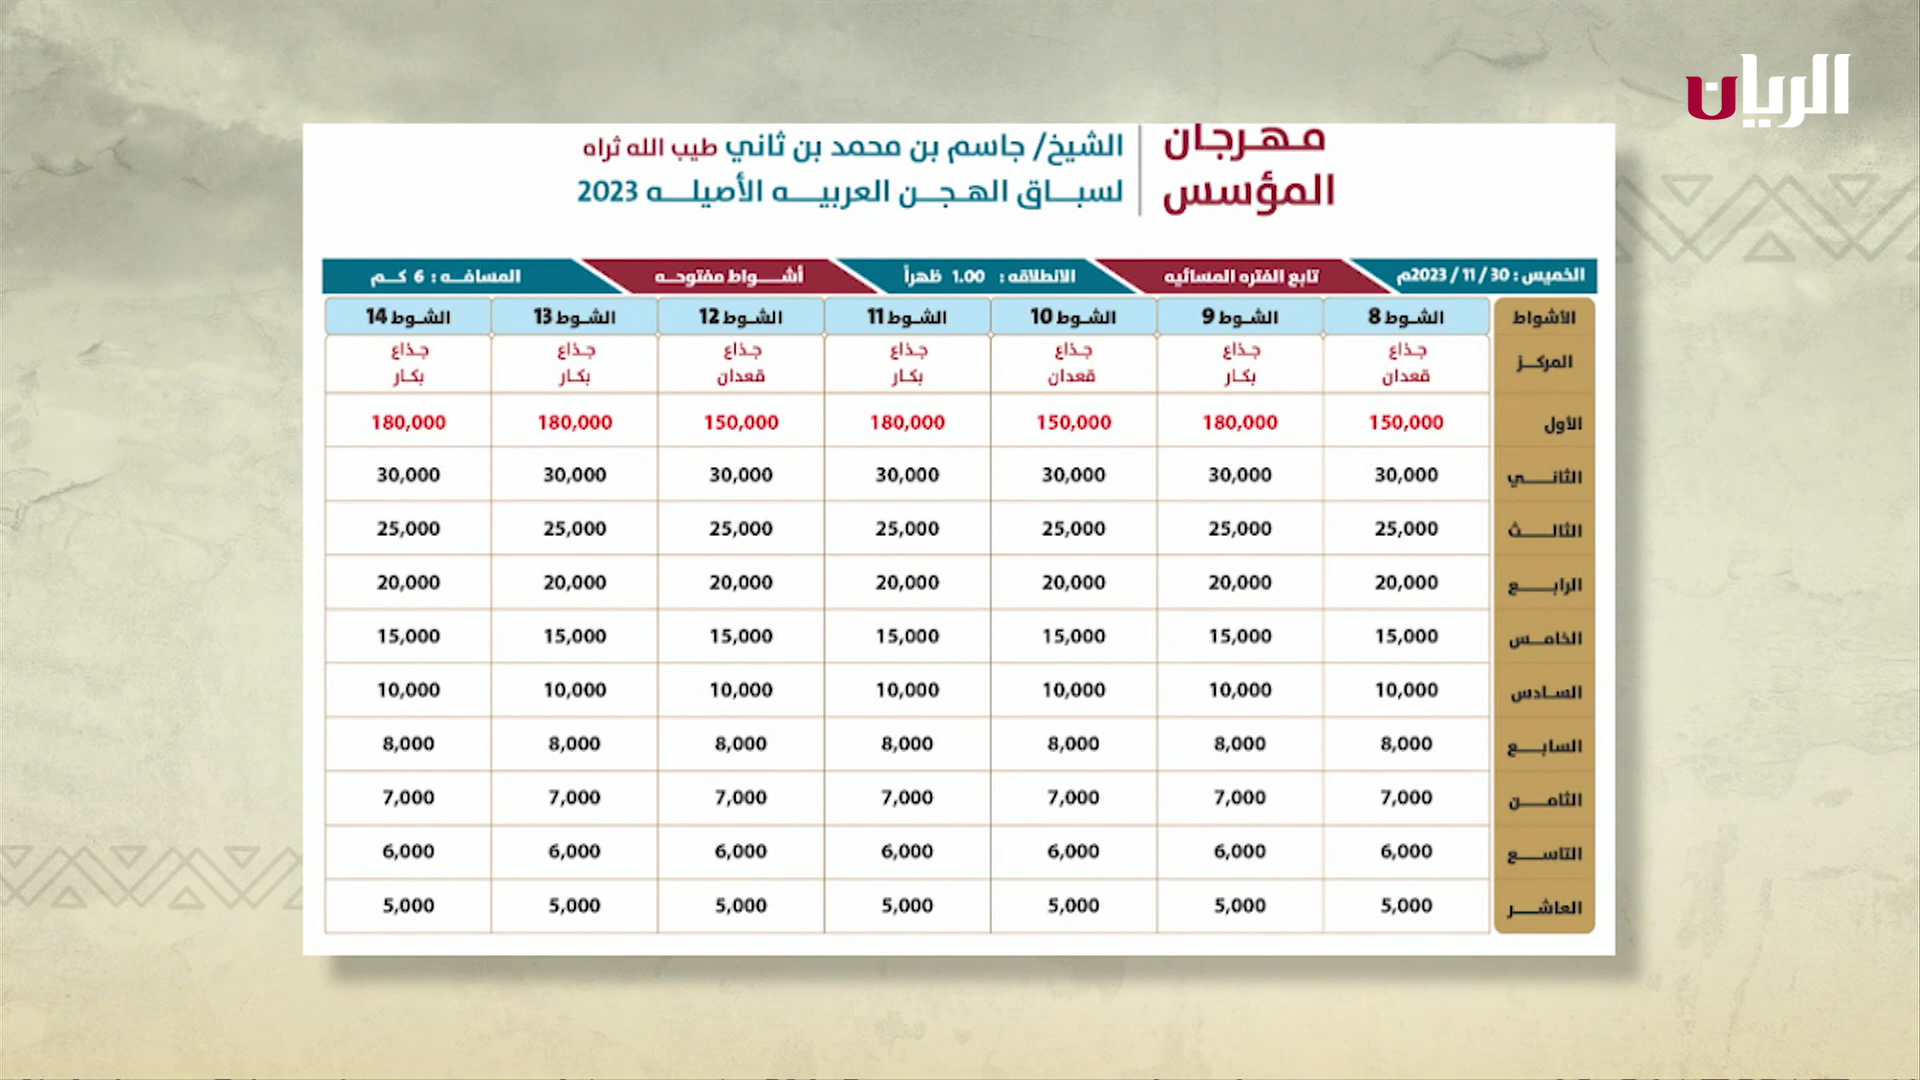 الريان
مهرجان المؤسس
الشيخ/ جاسم بن محمد بن ثاني طيب الله ثراه
لسباق الهجن العربيه الأصيله 2023
الخميس : 30 / 11 / 2023م تابع الفتره المسائيه الانطلاقه : 1.00 ظهراً أشواط مفتوحه المسافه : 6 كم
الأشواط الشوط 8 الشوط 9 الشوط 10 الشوط 11 الشوط 12 الشوط 13 الشوط 14
المركز جذاع قعدان جذاع بكار جذاع قعدان جذاع بكار جذاع قعدان جذاع بكار جذاع بكار
الأول 150,000 180,000 150,000 180,000 150,000 180,000 180,000
الثاني 30,000 30,000 30,000 30,000 30,000 30,000 30,000
الثالث 25,000 25,000 25,000 25,000 25,000 25,000 25,000
الرابع 20,000 20,000 20,000 20,000 20,000 20,000 20,000
الخامس 15,000 15,000 15,000 15,000 15,000 15,000 15,000
السادس 10,000 10,000 10,000 10,000 10,000 10,000 10,000
السابع 8,000 8,000 8,000 8,000 8,000 8,000 8,000
الثامن 7,000 7,000 7,000 7,000 7,000 7,000 7,000
التاسع 6,000 6,000 6,000 6,000 6,000 6,000 6,000
العاشر 5,000 5,000 5,000 5,000 5,000 5,000 5,000